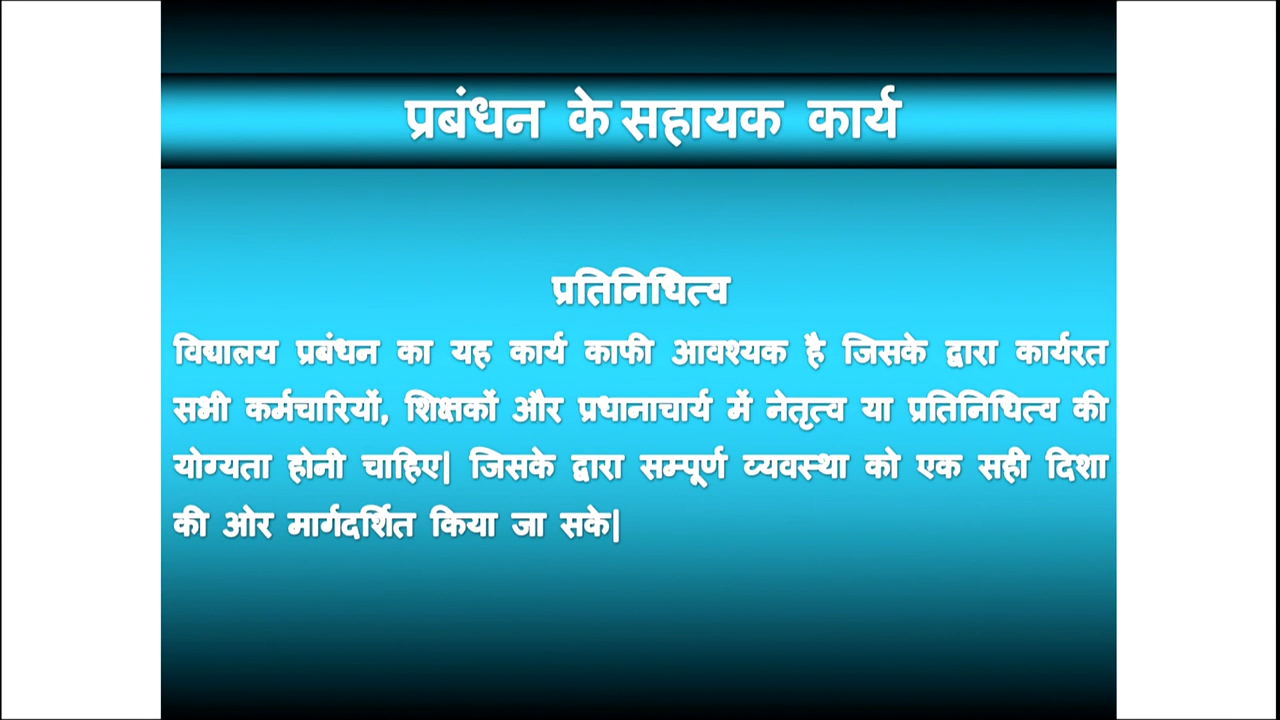 प्रबंधन के सहायक कार्य
प्रतिनिधित्व
विद्यालय प्रबंधन का यह कार्य काफी आवश्यक है जिसके द्वारा कार्यरत
सभी कर्मचारियों, शिक्षकों और प्रधानाचार्य में नेतृत्व या प्रतिनिधित्व की
योग्यता होनी चाहिए| जिसके द्वारा सम्पूर्ण व्यवस्था को एक सही दिशा
की ओर मार्गदर्शित किया जा सके|